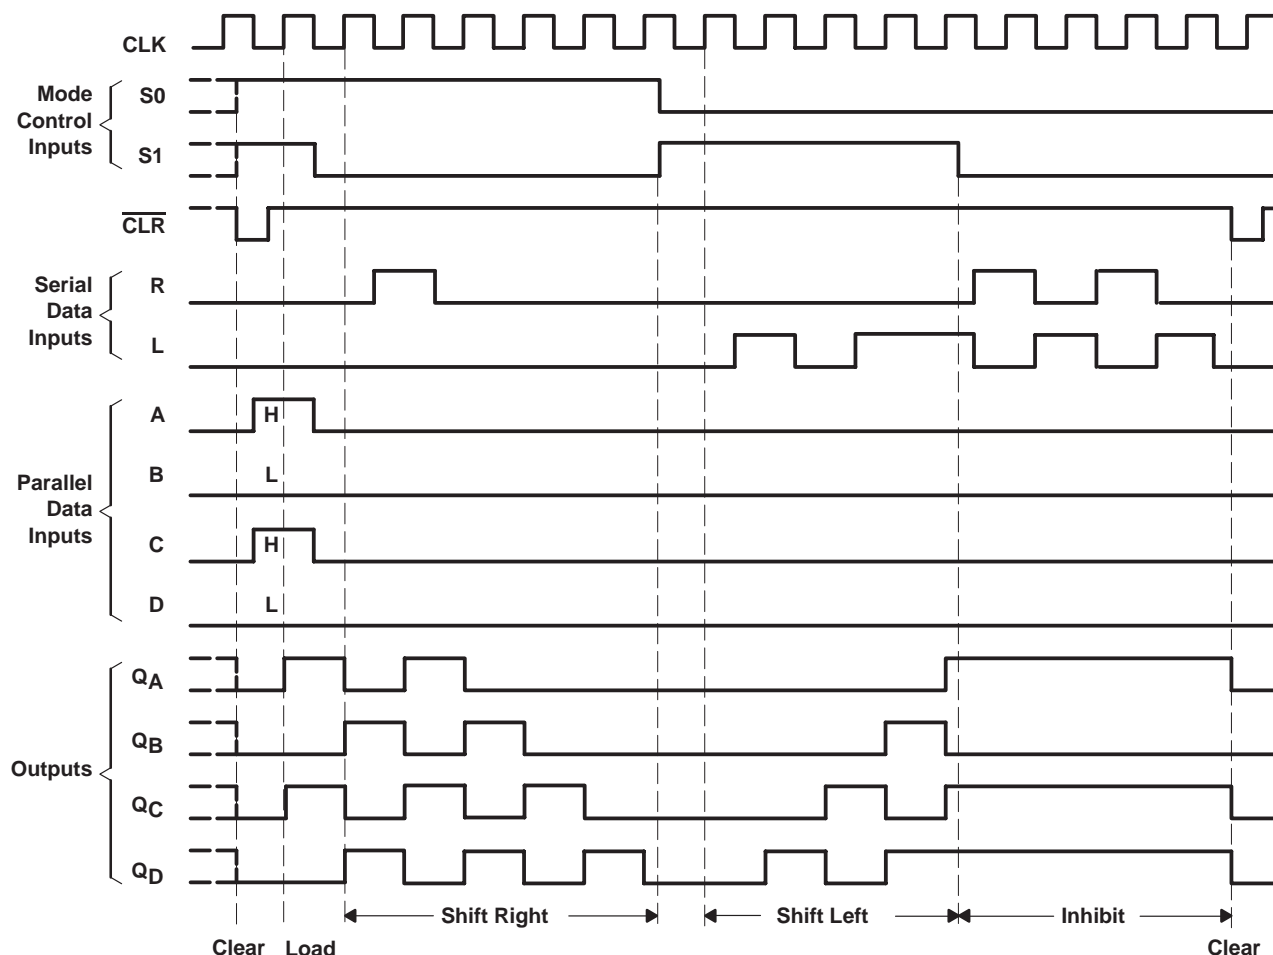 CLK
Mode
Control
Inputs
S0
S1
CLR
Serial
Data
Inputs
R
L
Parallel
Data
Inputs
A
H
B
L
C
H
D
L
Outputs
QA
QB
QC
QD
Shift Right
Shift Left
Inhibit
Clear
Load
Clear